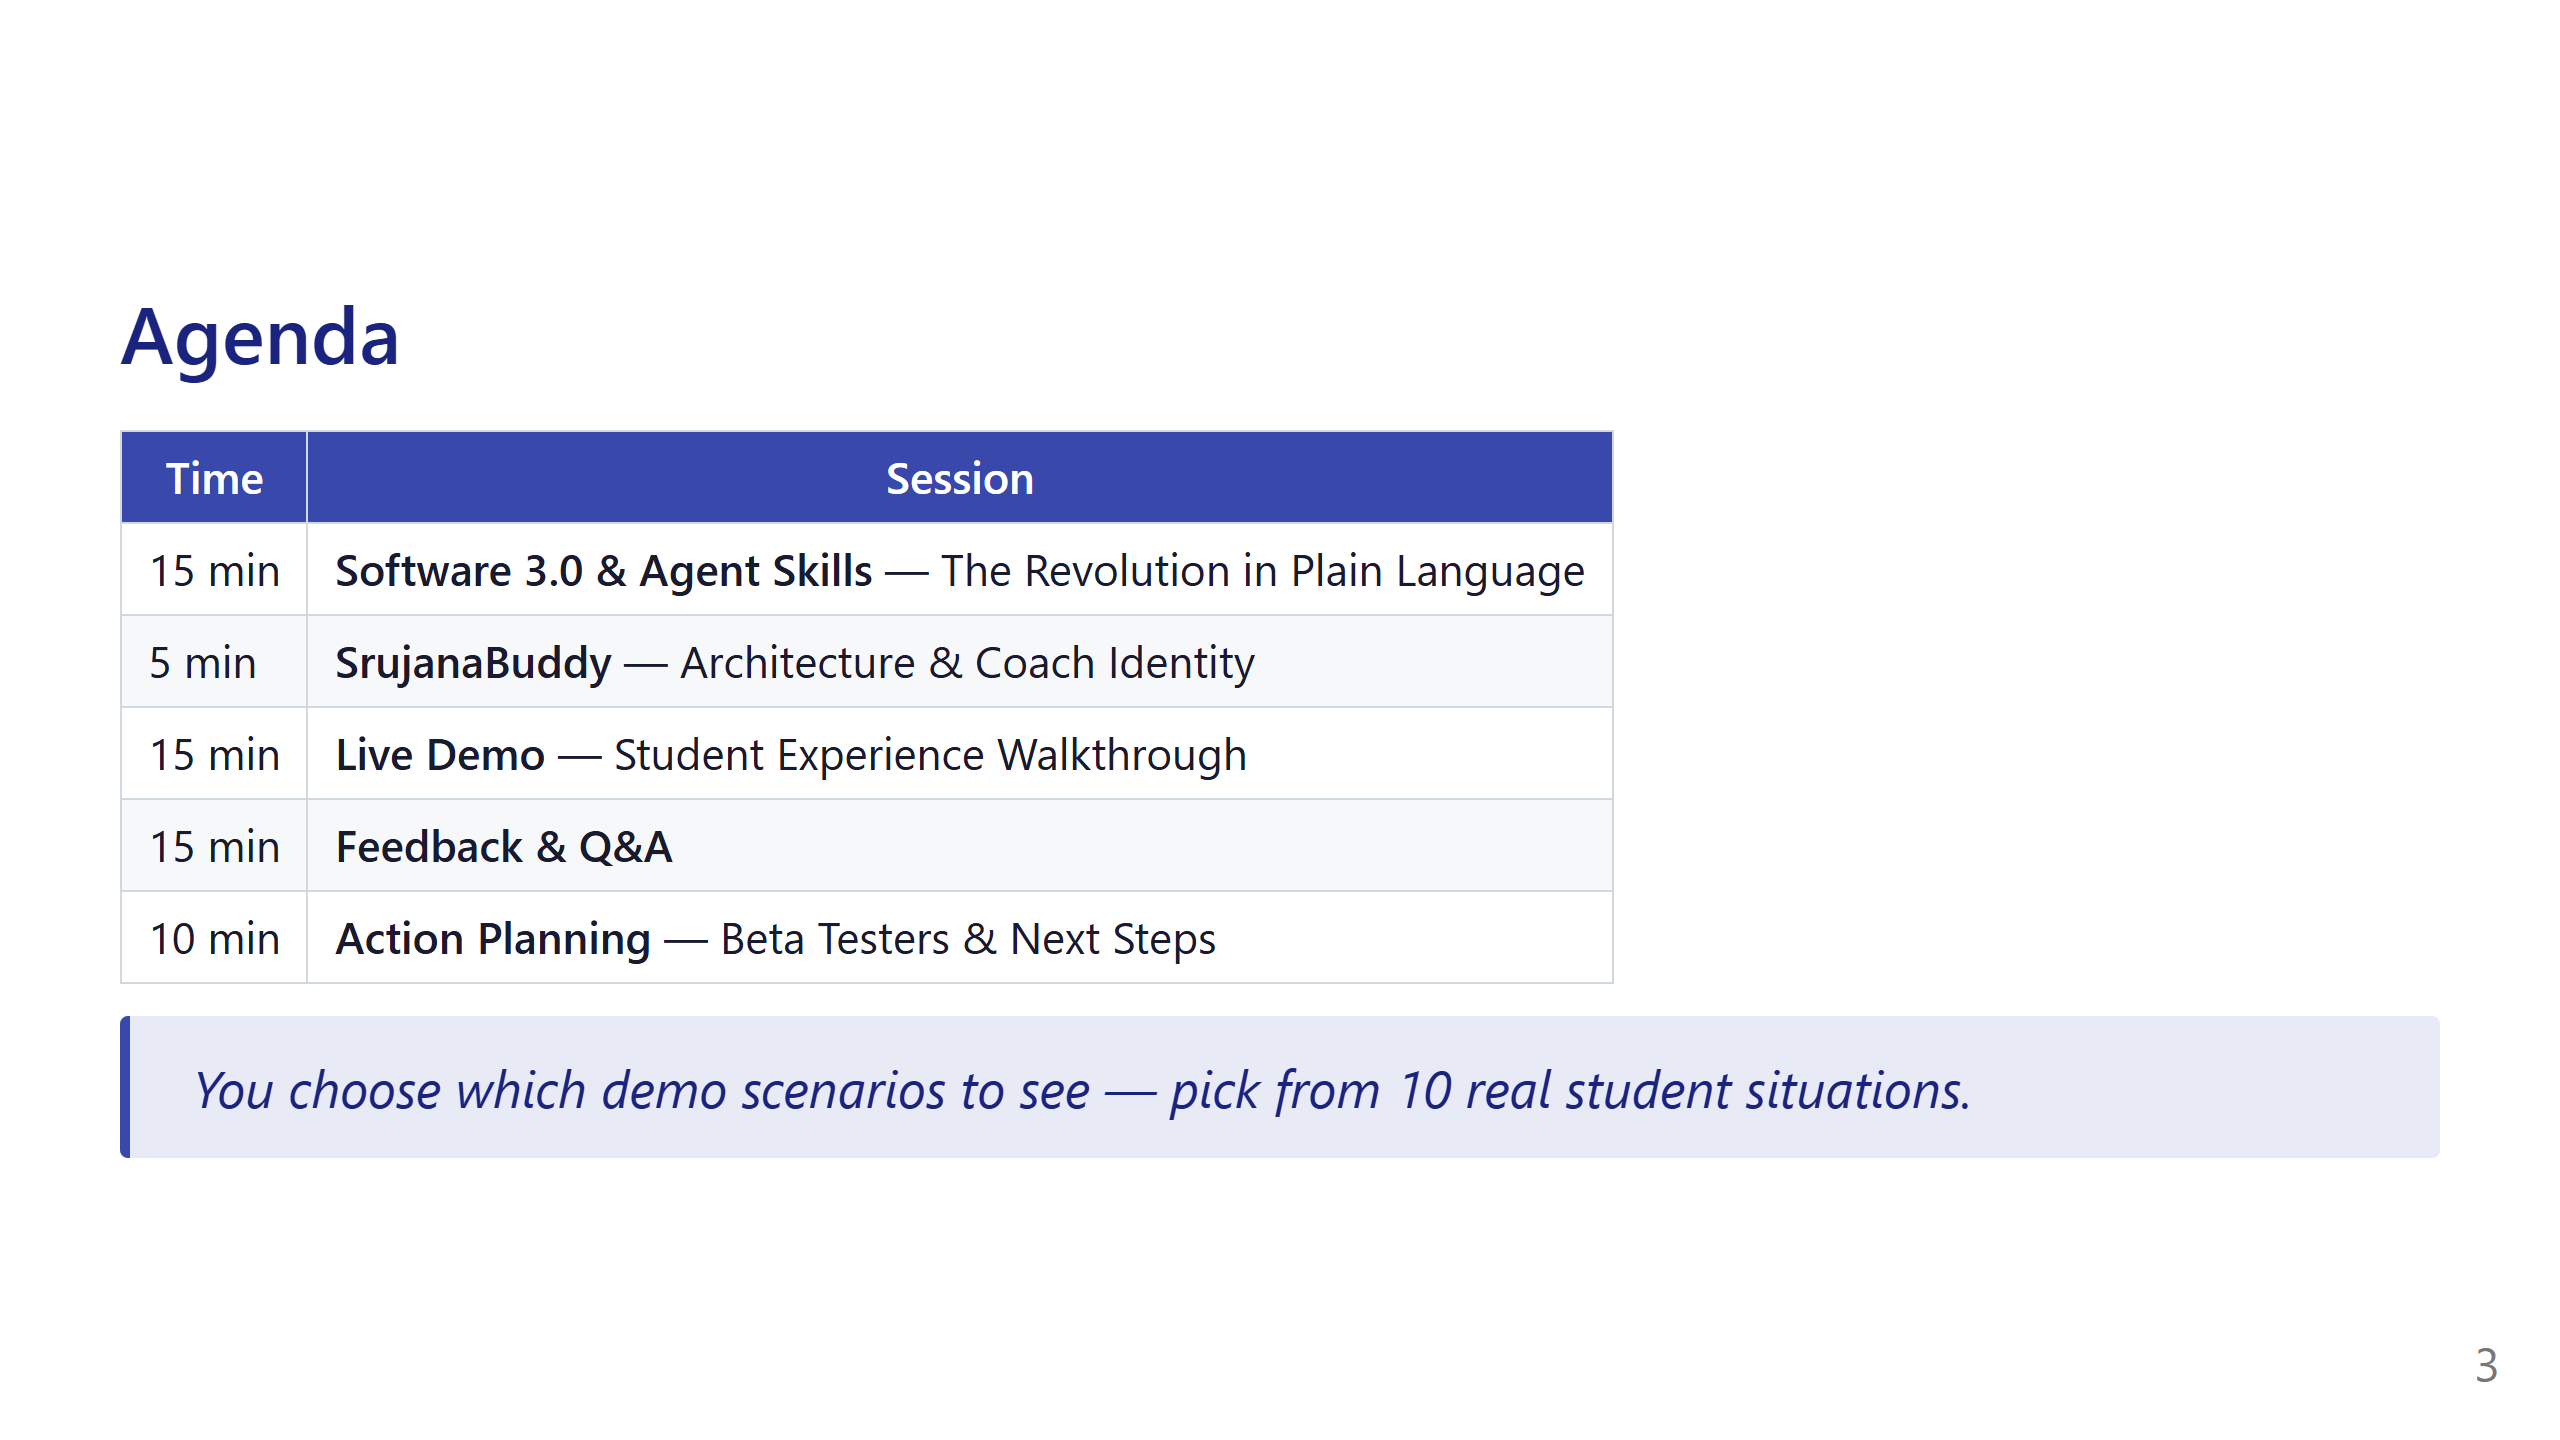 Agenda
Time Session
15 min Software 3.0 & Agent Skills — The Revolution in Plain Language
5 min SrujanaBuddy — Architecture & Coach Identity
15 min Live Demo — Student Experience Walkthrough
15 min Feedback & Q&A
10 min Action Planning — Beta Testers & Next Steps
You choose which demo scenarios to see — pick from 10 real student situations.
3